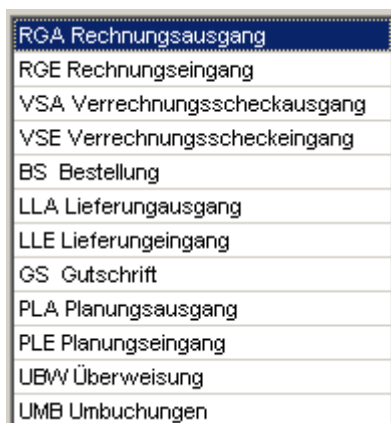 RGA Rechnungsausgang
RGE Rechnungseingang
VSA Verrechnungsscheckausgang
VSE Verrechnungsscheckeingang
BS Bestellung
LLA Lieferungausgang
LLE Lieferungeingang
GS Gutschrift
PLA Planungsausgang
PLE Planungseingang
UBW Überweisung
UMB Umbuchungen